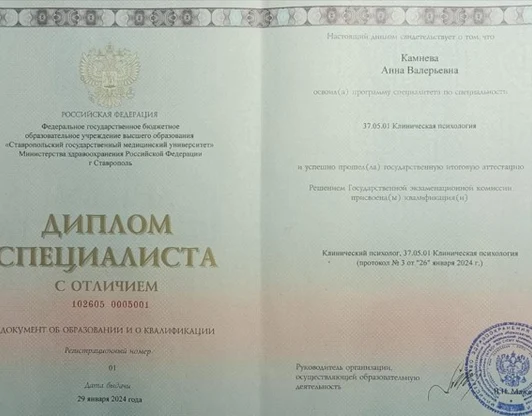 РОССИЙСКАЯ ФЕДЕРАЦИЯ
Федеральное государственное бюджетное
образовательное учреждение высшего образования
«Ставропольский государственный медицинский университет»
Министерства здравоохранения Российской Федерации
г Ставрополь
ДИПЛОМ
СПЕЦИАЛИСТА
С ОТЛИЧИЕМ
102605 0005001
ДОКУМЕНТ ОБ ОБРАЗОВАНИИ И О КВАЛИФИКАЦИИ
Регистрационный номер
01
Дата выдачи
29 января 2024 года
Настоящий диплом свидетельствует о том, что
Камнева
Анна Валерьевна
освоил(а) программу специалитета по специальности
37.05.01 Клиническая психология
и успешно прошел(ла) государственную итоговую аттестацию
Решением Государственной экзаменационной комиссии
присвоена(ы) квалификация(и)
Клинический психолог, 37.05.01 Клиническая психология
(протокол № 3 от "26" января 2024 г.)
Руководитель организации,
осуществляющей образовательную
деятельность